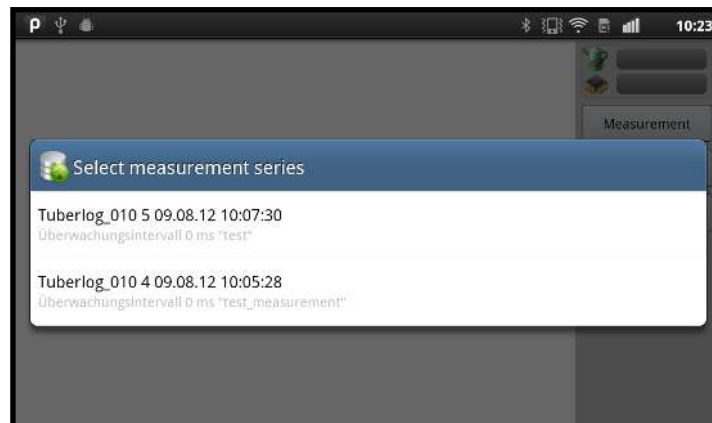 10:23
Measurement
Select measurement series
Tuberlog_010 5 09.08.12 10:07:30
Überwachungsintervall 0 ms "test"
Tuberlog_010 4 09.08.12 10:05:28
Überwachungsintervall 0 ms "test_measurement"